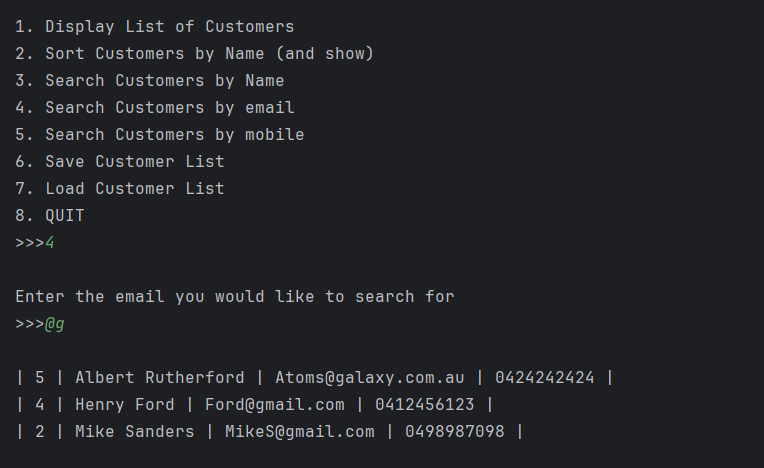 1. Display List of Customers
2. Sort Customers by Name (and show)
3. Search Customers by Name
4. Search Customers by email
5. Search Customers by mobile
6. Save Customer List
7. Load Customer List
8. QUIT
>>>4
Enter the email you would like to search for
>>>@g
| 5 | Albert Rutherford | Atoms@galaxy.com.au | 0424242424 |
| 4 | Henry Ford | Ford@gmail.com | 0412456123 |
| 2 | Mike Sanders | MikeS@gmail.com | 0498987098 |